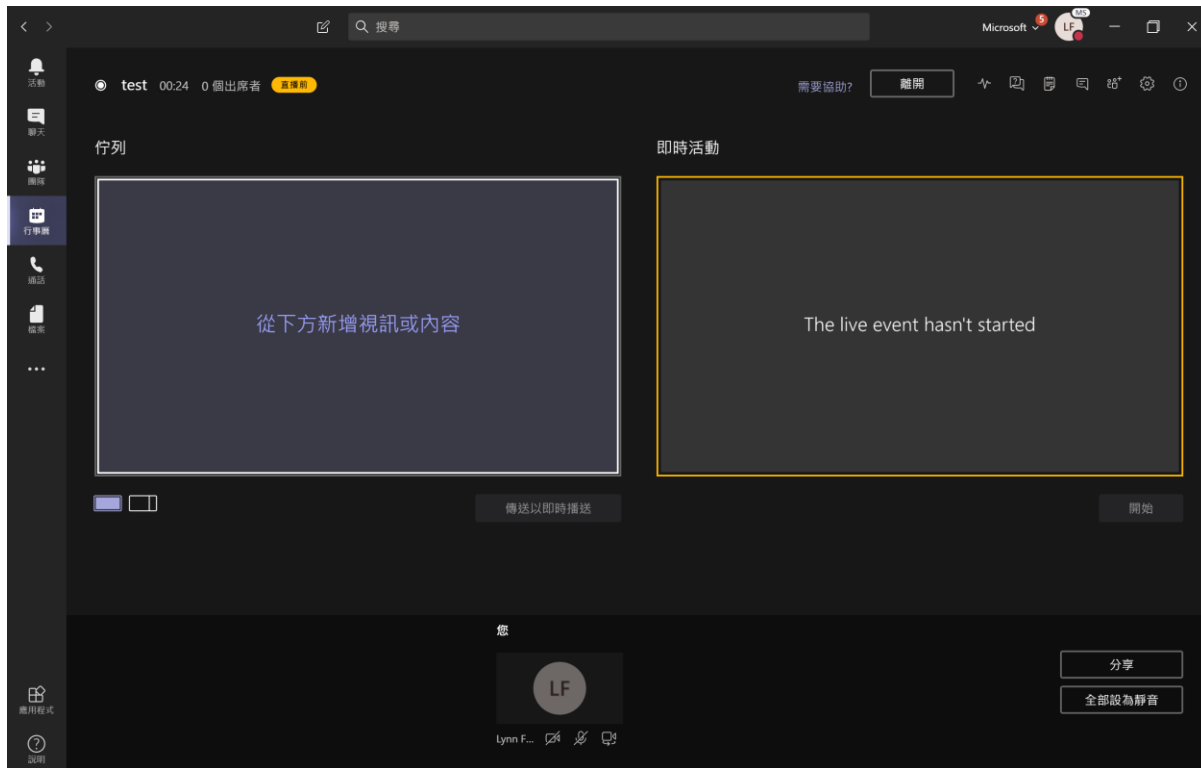 搜尋
Microsoft
5
LF
MS
活動
聊天
團隊
行事曆
通話
檔案
應用程式
說明
test 00:24 0 個出席者 直播前
需要協助?
離開
佇列
從下方新增視訊或內容
傳送以即時播送
即時活動
The live event hasn't started
開始
您
LF
Lynn F...
分享
全部設為靜音